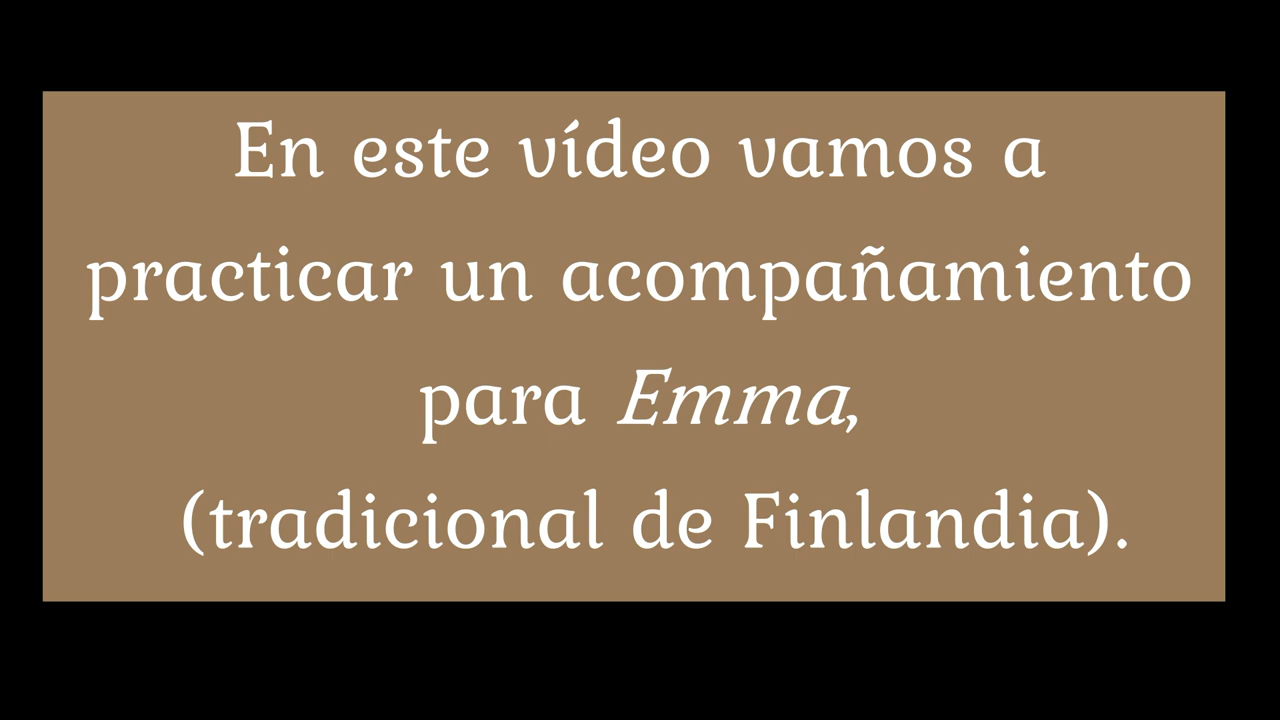 En este vídeo vamos a
practicar un acompañamiento
para Emma,
(tradicional de Finlandia).